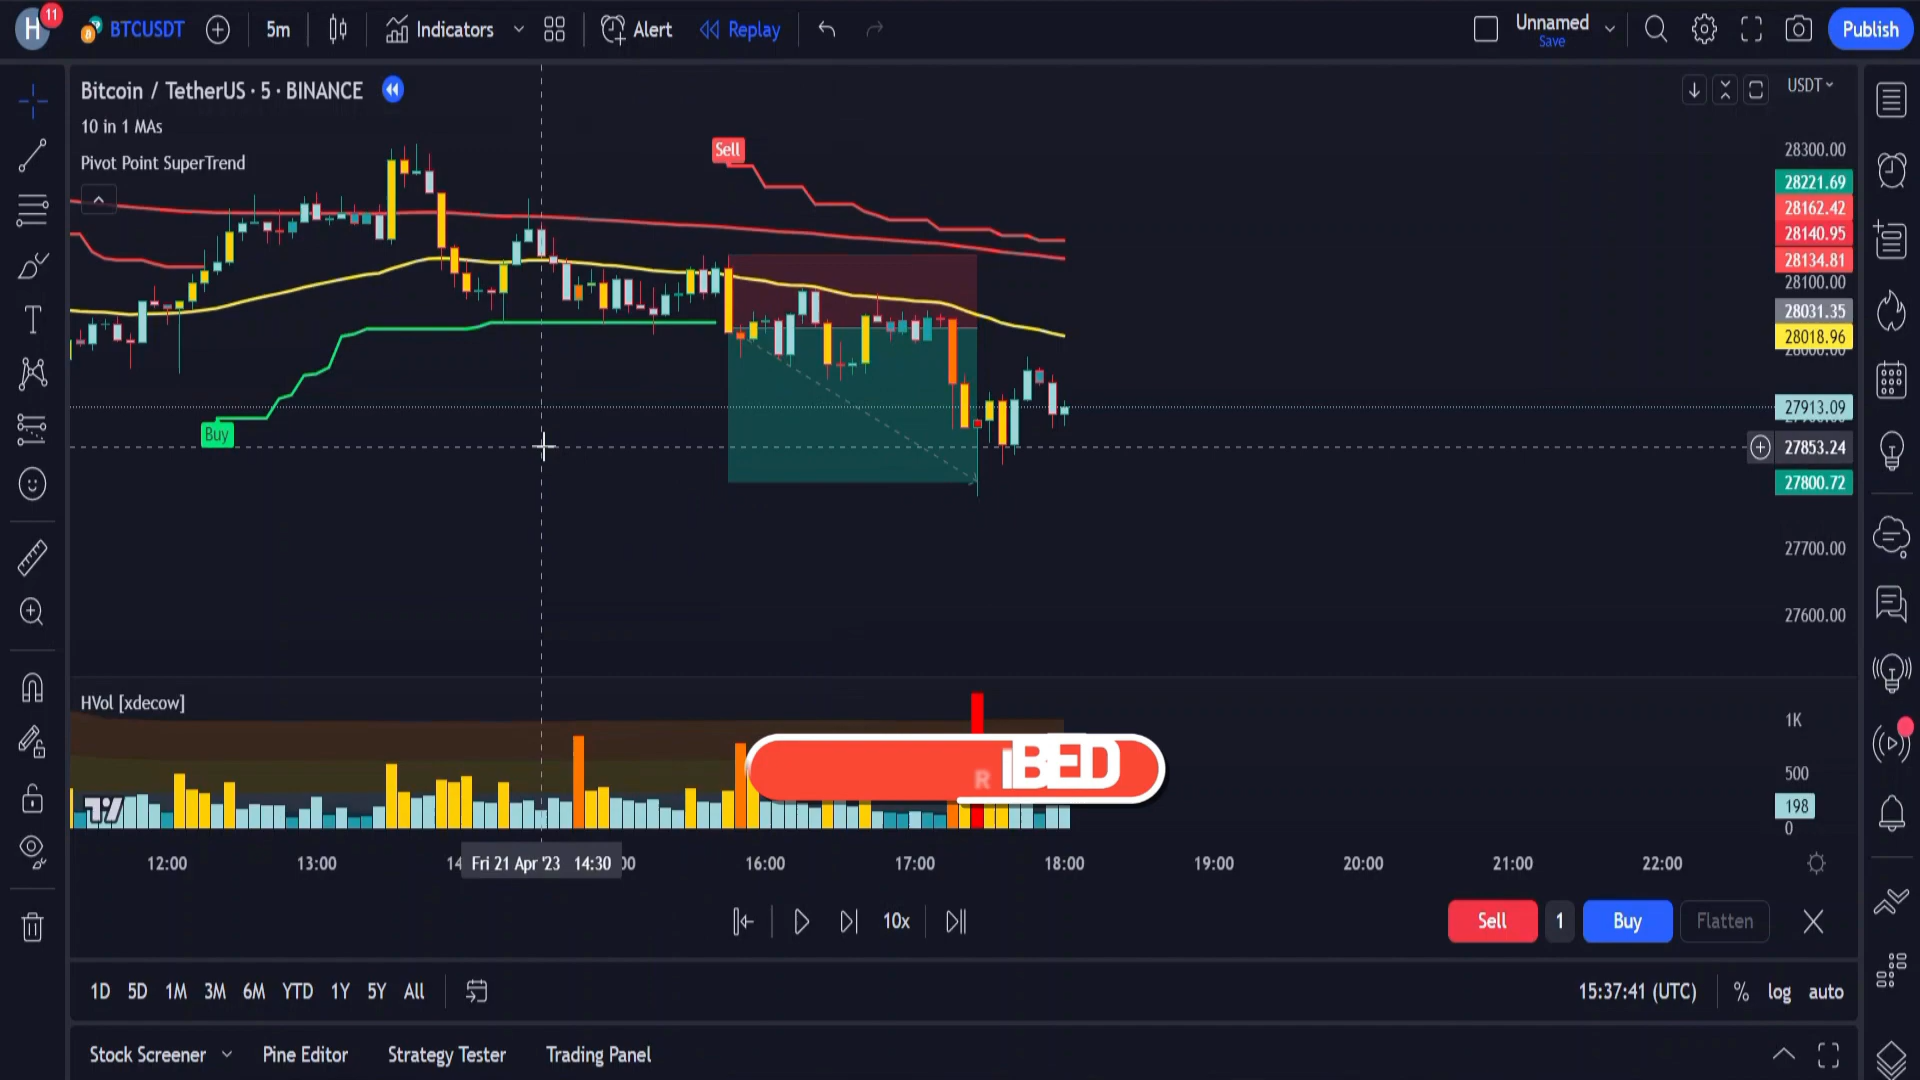 H 11 BTCUSDT 5m Indicators Alert Replay Unnamed Save Publish
Bitcoin / TetherUS · 5 · BINANCE
USDT
10 in 1 MAs
Pivot Point SuperTrend
Sell
Buy
28300.00
28221.69
28162.42
28140.95
28134.81
28100.00
28031.35
28018.96
27913.09
27853.24
27800.72
27700.00
27600.00
HVol [xdecow]
1K
500
198
0
R IBED
12:00 13:00 Fri 21 Apr '23 14:30 16:00 17:00 18:00 19:00 20:00 21:00 22:00
10x Sell 1 Buy Flatten
1D 5D 1M 3M 6M YTD 1Y 5Y All 15:37:41 (UTC) % log auto
Stock Screener Pine Editor Strategy Tester Trading Panel